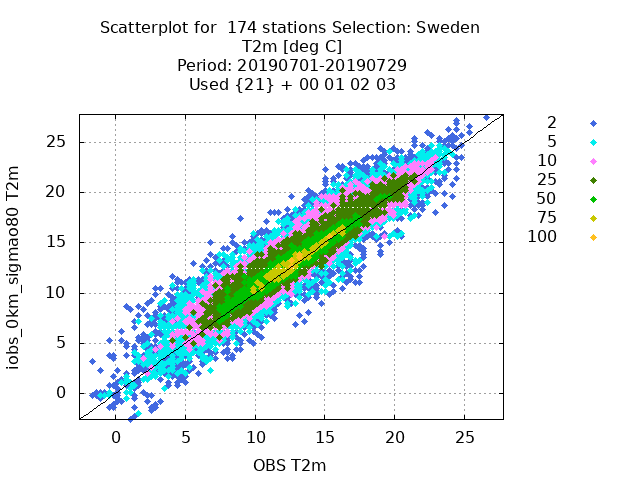 Scatterplot for  174 stations Selection: Sweden
T2m [deg C]
Period: 20190701-20190729
Used {21} + 00 01 02 03
2
5
10
25
50
75
100
iobs_0km_sigmao80 T2m
25
20
15
10
5
0
0 5 10 15 20 25
OBS T2m